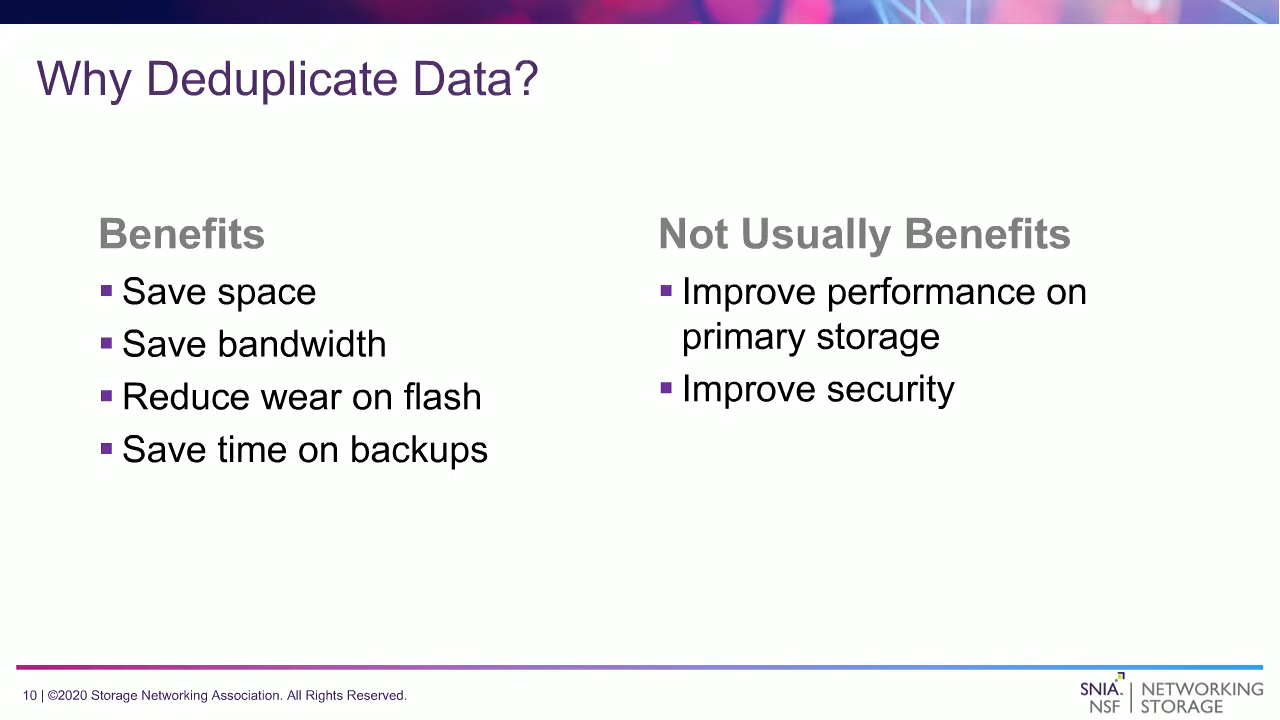 Why Deduplicate Data?
Benefits
▪ Save space
▪ Save bandwidth
▪ Reduce wear on flash
▪ Save time on backups
Not Usually Benefits
▪ Improve performance on
primary storage
▪ Improve security
10 | ©2020 Storage Networking Association. All Rights Reserved.
SNIA. | NETWORKING
NSF | STORAGE